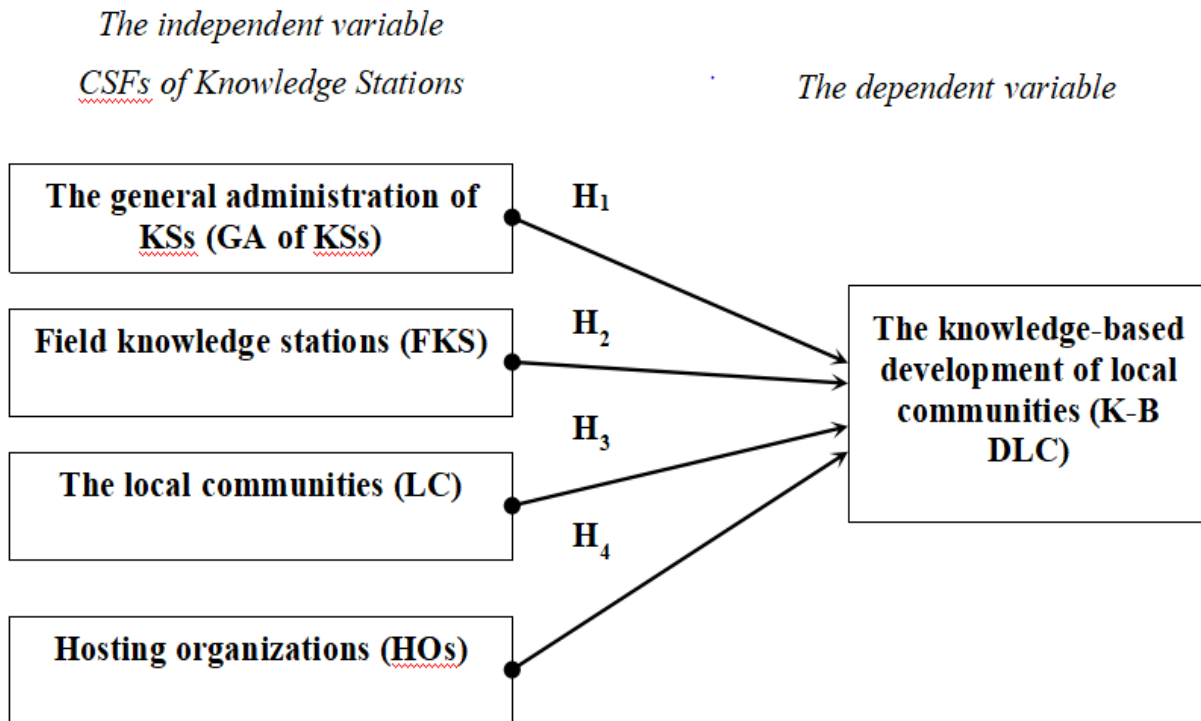 The independent variable
CSFs of Knowledge Stations
The dependent variable
The general administration of
KSs (GA of KSs)
H1
Field knowledge stations (FKS)
H2
The local communities (LC)
H3
Hosting organizations (HOs)
H4
The knowledge-based
development of local
communities (K-B
DLC)